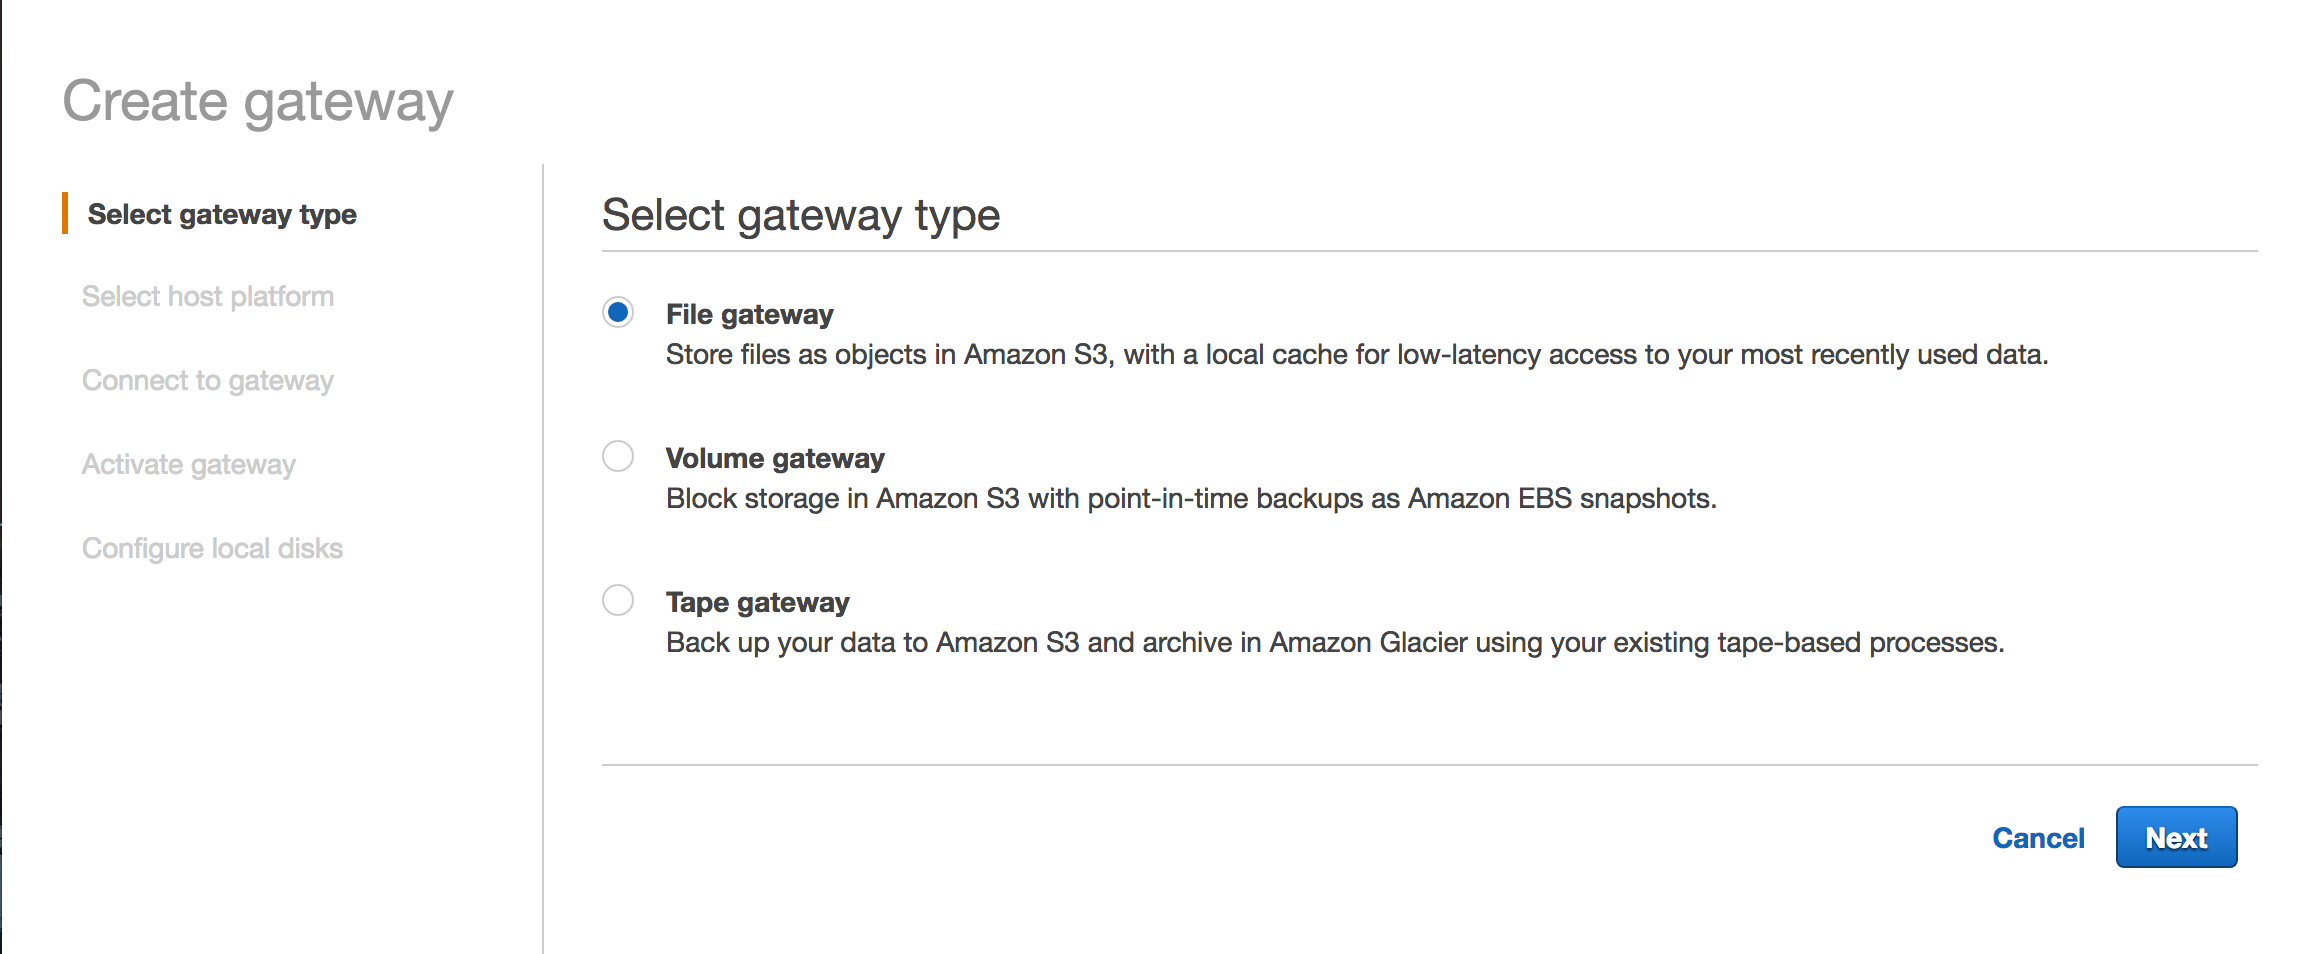 Create gateway
Select gateway type
Select host platform
Connect to gateway
Activate gateway
Configure local disks
Select gateway type
File gateway
Store files as objects in Amazon S3, with a local cache for low-latency access to your most recently used data.
Volume gateway
Block storage in Amazon S3 with point-in-time backups as Amazon EBS snapshots.
Tape gateway
Back up your data to Amazon S3 and archive in Amazon Glacier using your existing tape-based processes.
Cancel
Next